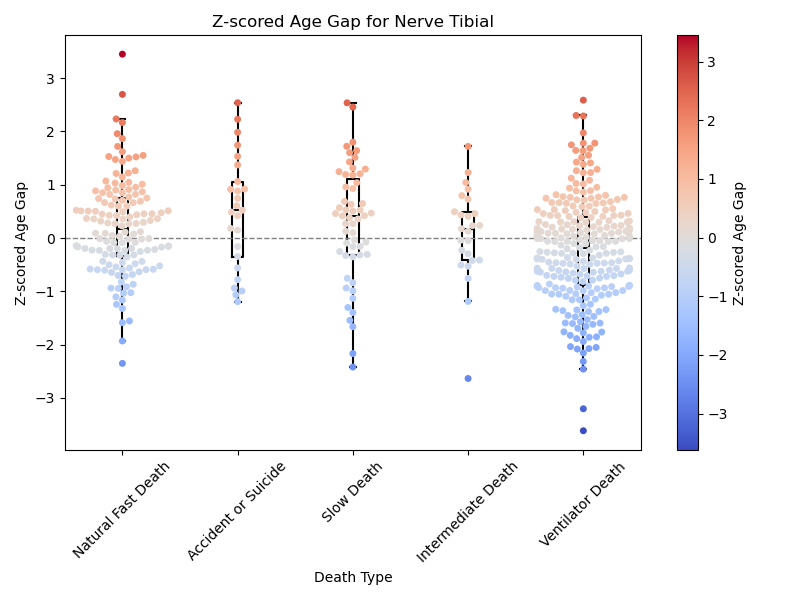 Z-scored Age Gap for Nerve Tibial
Z-scored Age Gap
3
2
1
0
−1
−2
−3
Natural Fast Death
Accident or Suicide
Slow Death
Intermediate Death
Ventilator Death
Death Type
3
2
1
0
−1
−2
−3
Z-scored Age Gap